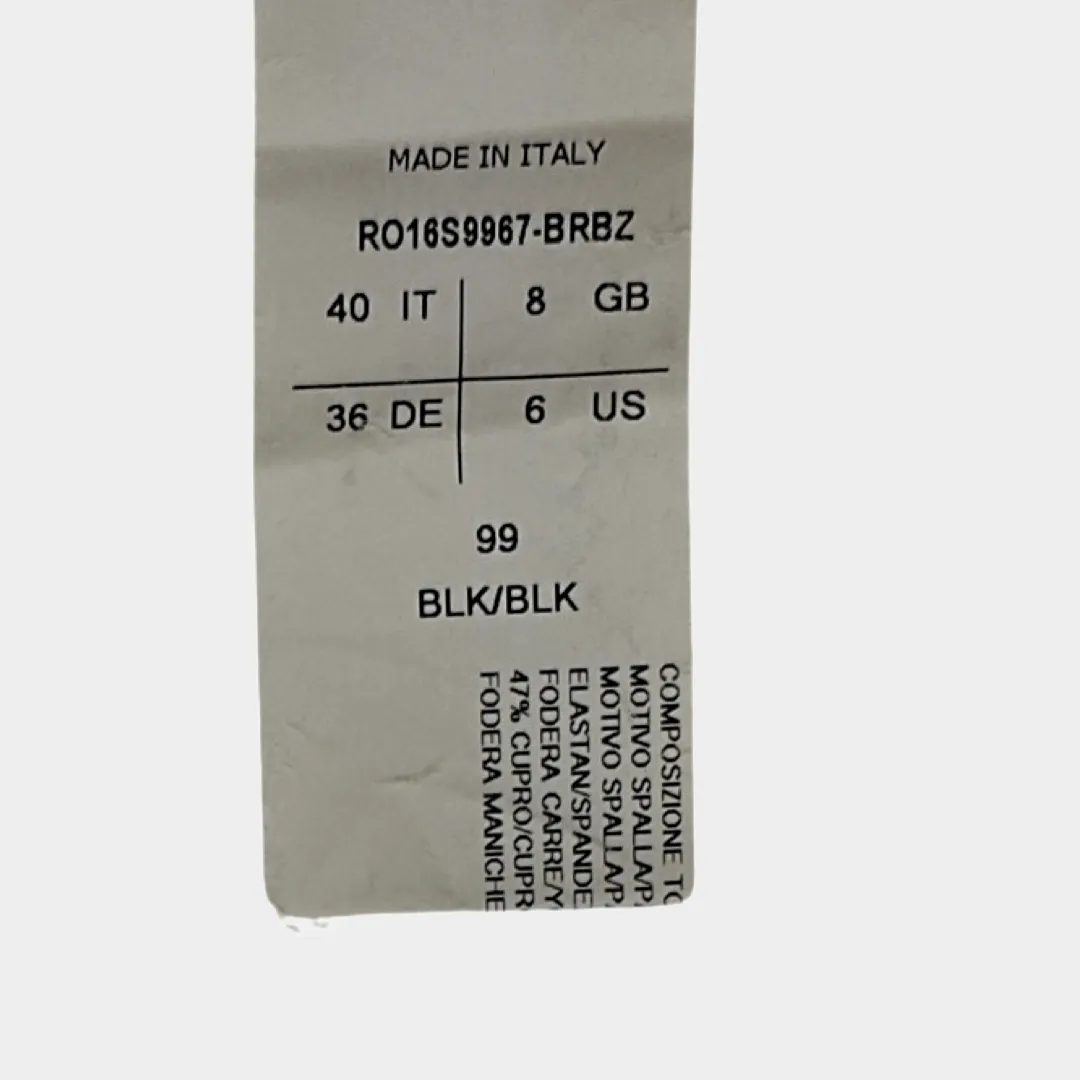 MADE IN ITALY
RO16S9967-BRBZ
40 IT 8 GB
36 DE 6 US
99
BLK/BLK
COMPOSIZIONE
MOTIVO
MOTIVO
ELASTAN/SPANDE
FODERA CARRE/Y
47% CUPRO/CUPR
FODERA MANICHE